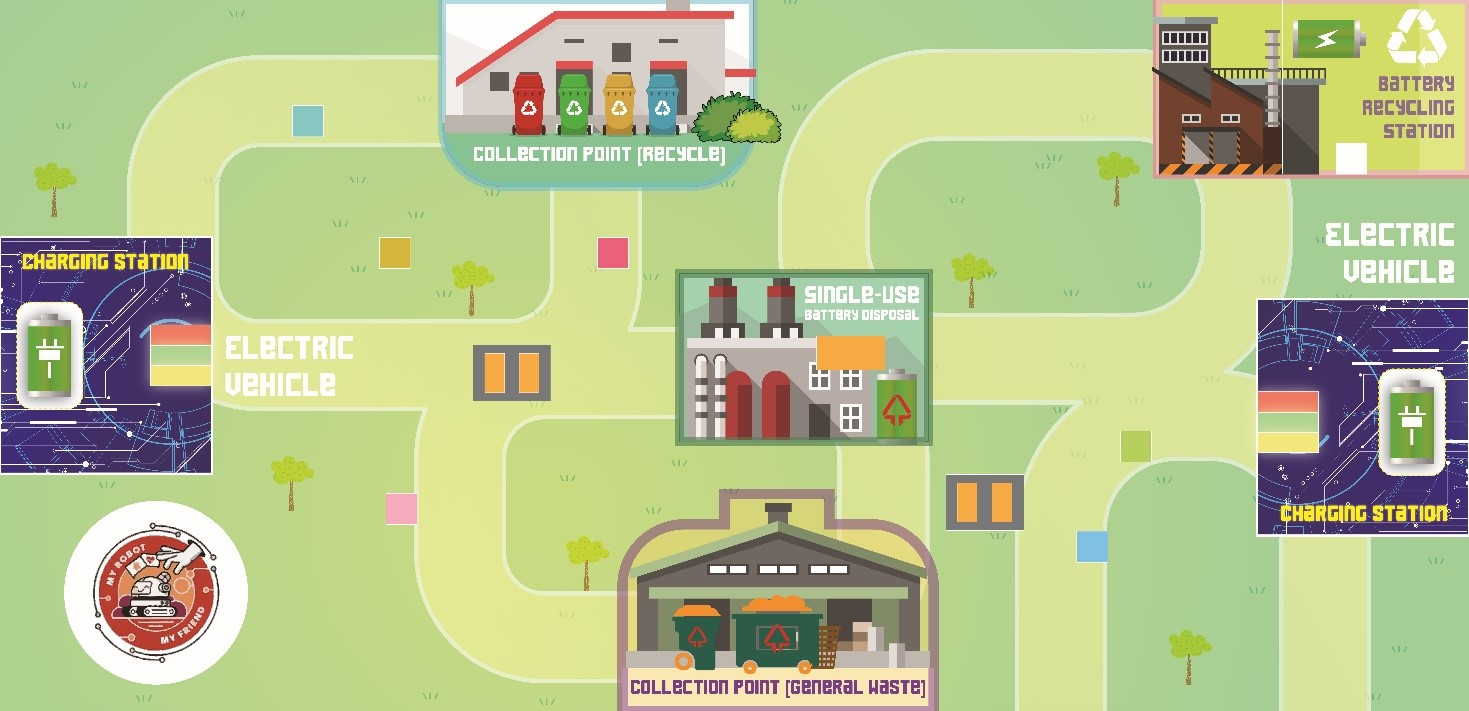 COLLECTION POINT [RECYCLE]
BATTERY
RECYCLING
STATION
CHARGING STATION
ELECTRIC
VEHICLE
SINGLE-USE
BATTERY DISPOSAL
ELECTRIC
VEHICLE
CHARGING STATION
MY ROBOT
MY FRIEND
COLLECTION POINT [GENERAL WASTE]